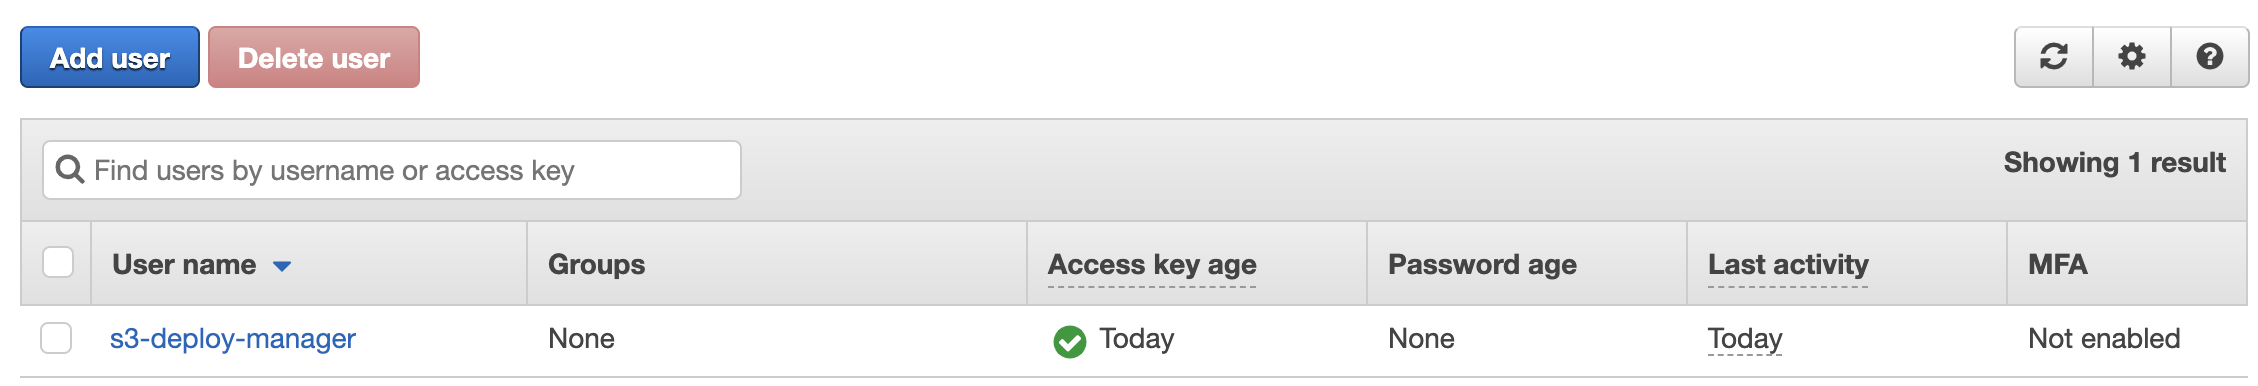 Add user Delete user
Find users by username or access key Showing 1 result
User name Groups Access key age Password age Last activity MFA
s3-deploy-manager None Today None Today Not enabled